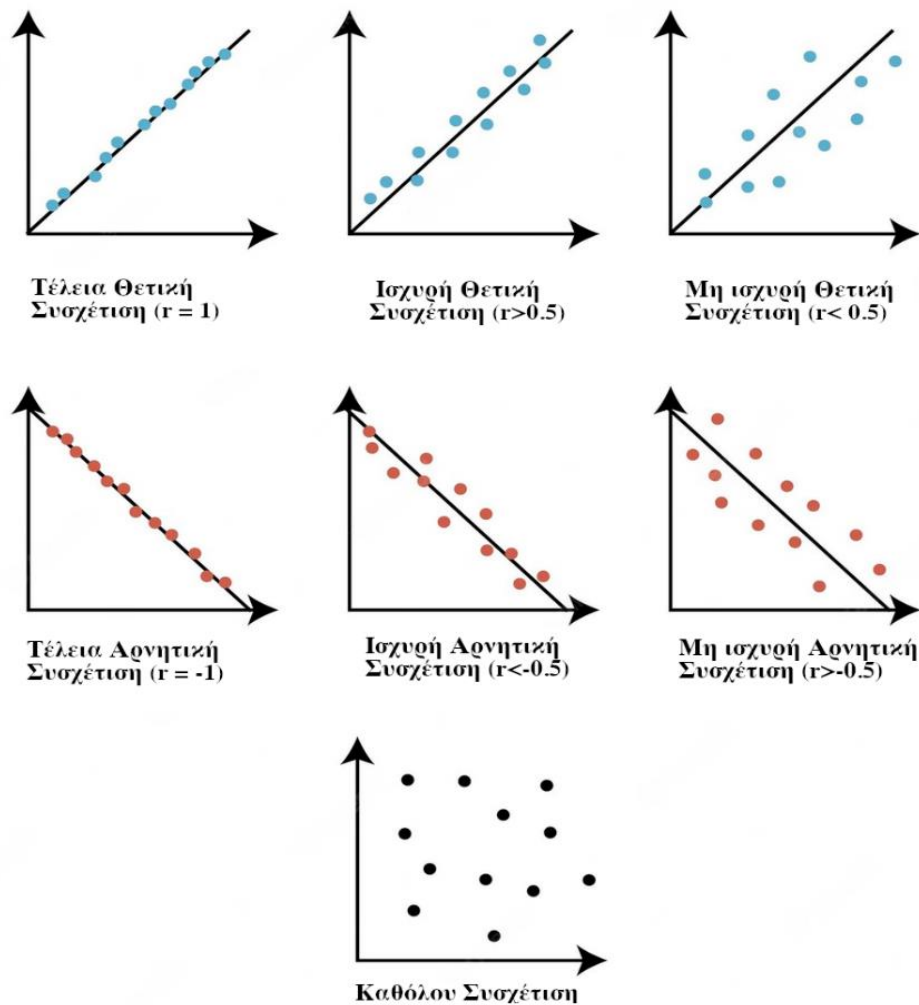 Τέλεια Θετική
Συσχέτιση (r = 1)
Ισχυρή Θετική
Συσχέτιση (r>0.5)
Μη ισχυρή Θετική
Συσχέτιση (r< 0.5)
Τέλεια Αρνητική
Συσχέτιση (r = -1)
Ισχυρή Αρνητική
Συσχέτιση (r<-0.5)
Μη ισχυρή Αρνητική
Συσχέτιση (r>-0.5)
Καθόλου Συσχέτιση